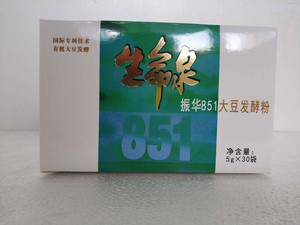 国际专利技术
有机大豆发酵
生命泉
振华851大豆发酵粉
851
净含量:
5g×30袋